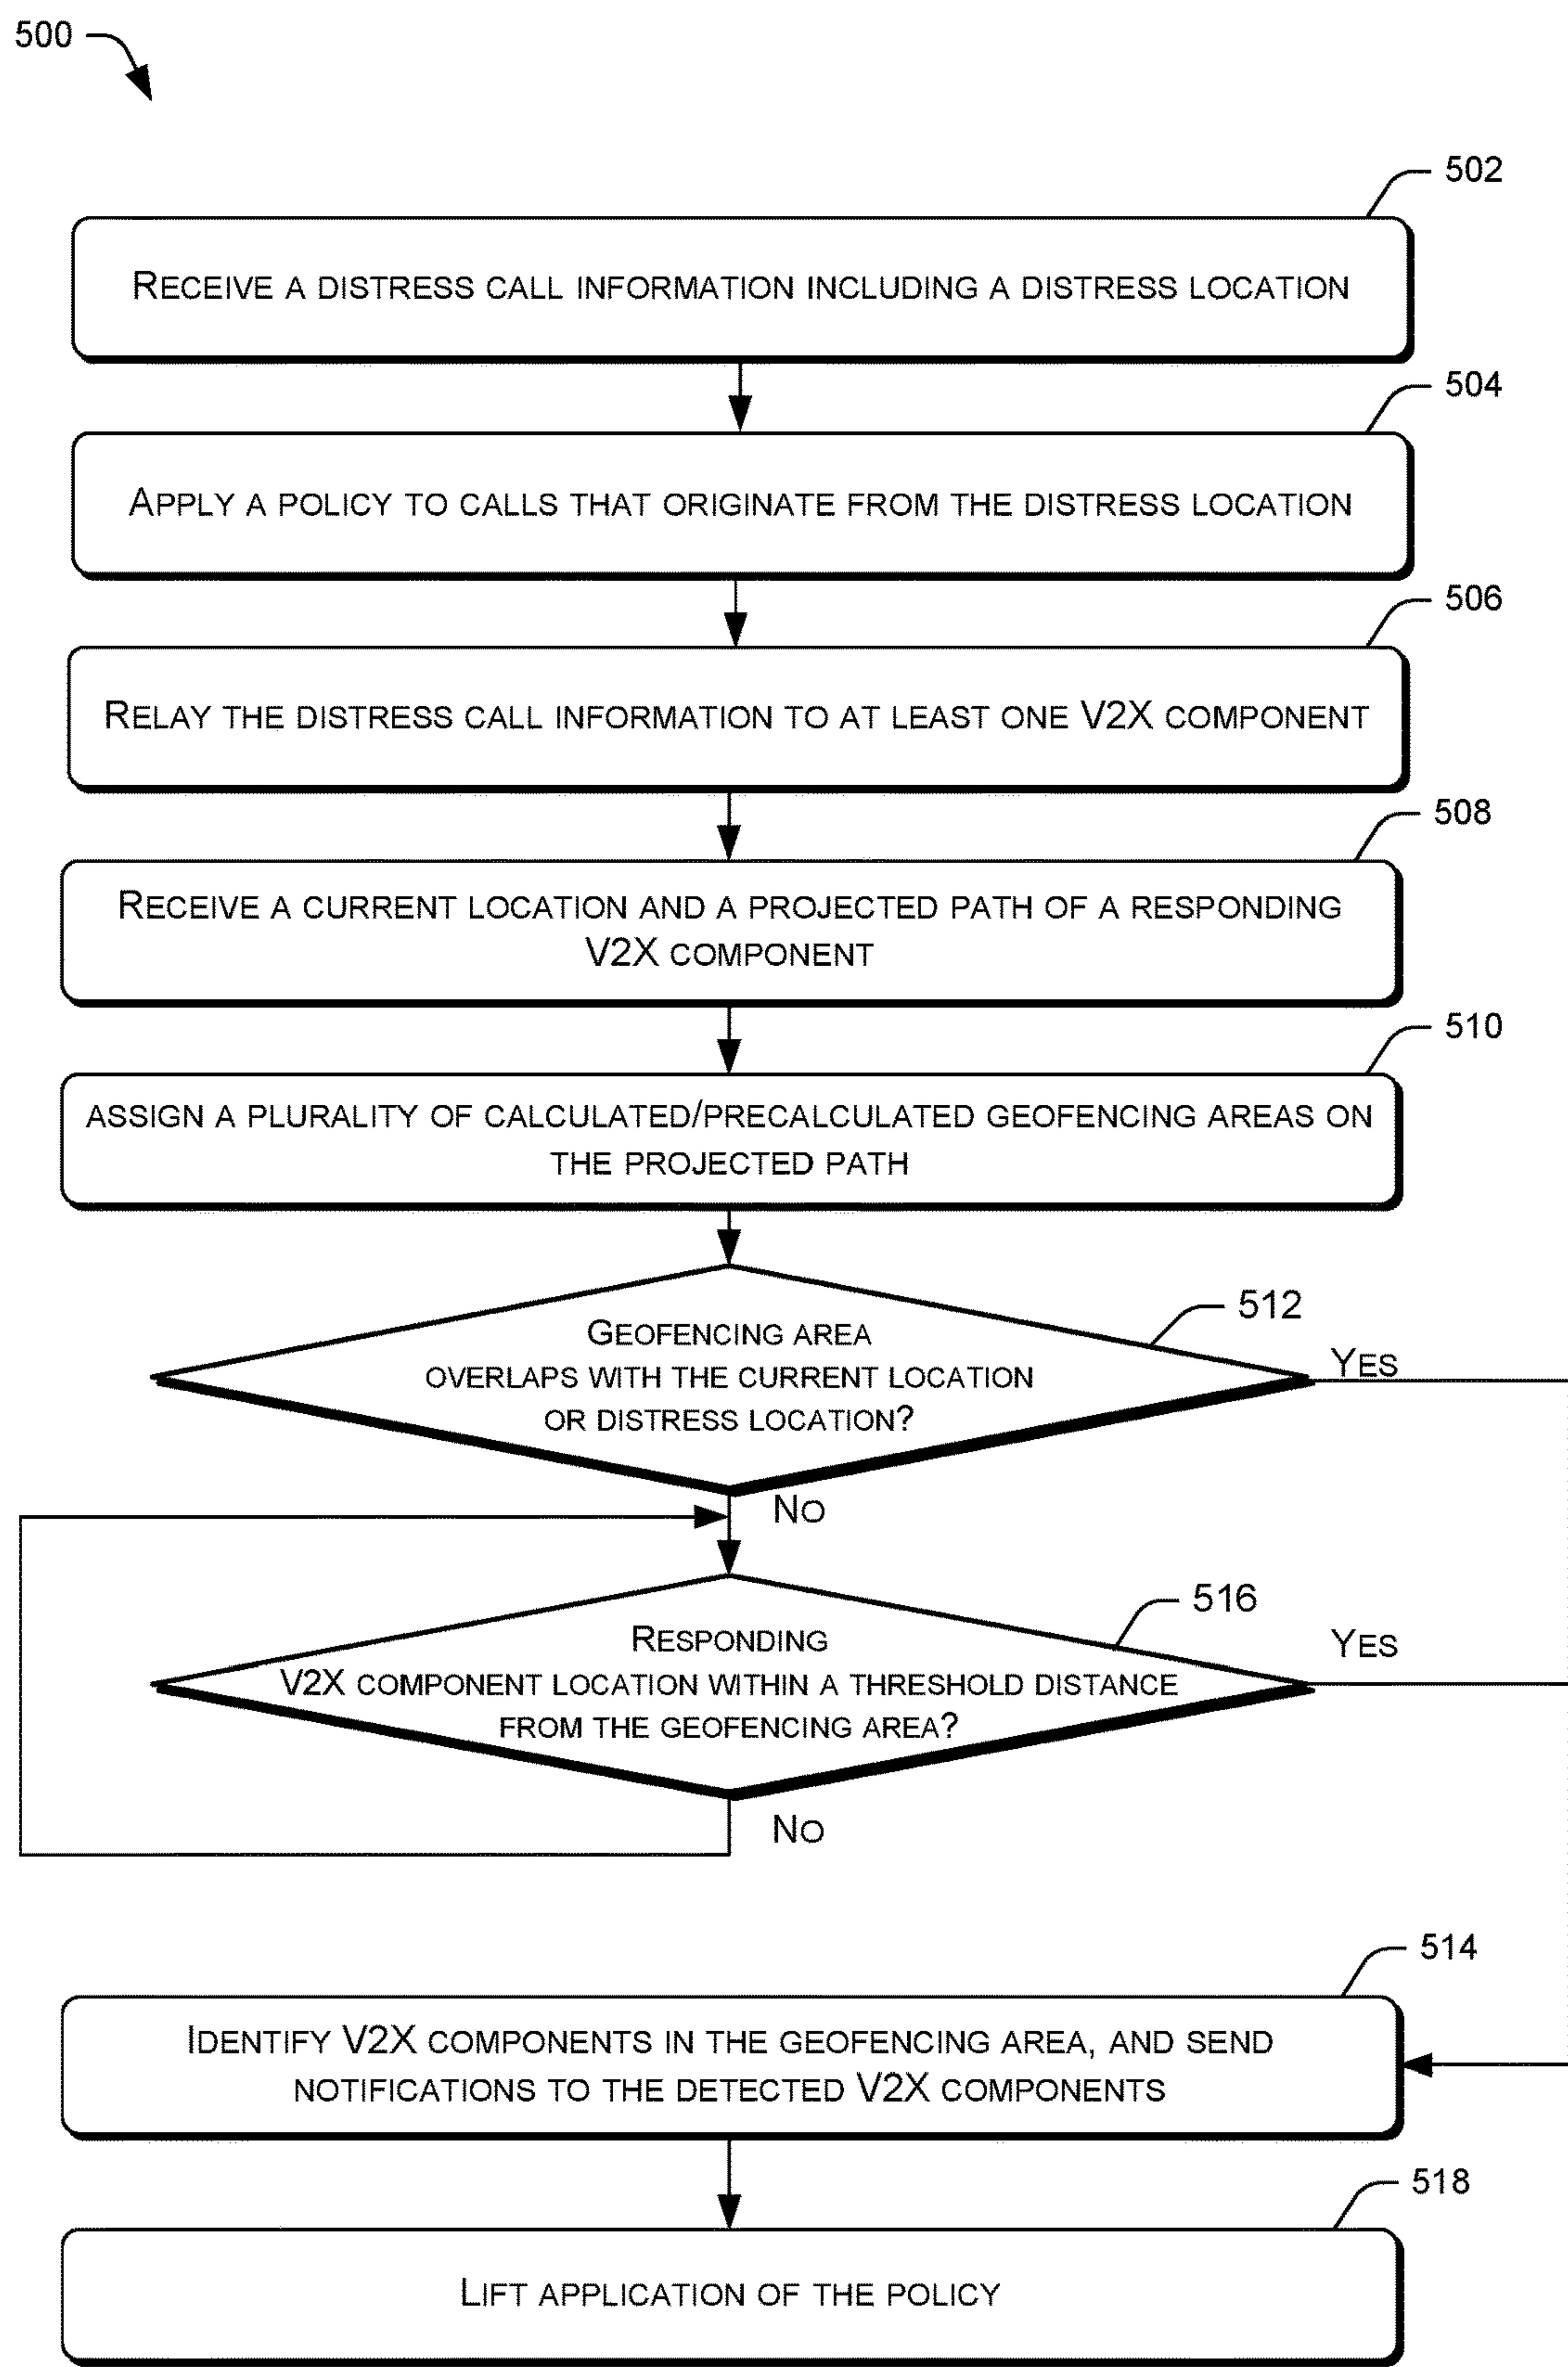 500
502
RECEIVE A DISTRESS CALL INFORMATION INCLUDING A DISTRESS LOCATION
504
APPLY A POLICY TO CALLS THAT ORIGINATE FROM THE DISTRESS LOCATION
506
RELAY THE DISTRESS CALL INFORMATION TO AT LEAST ONE V2X COMPONENT
508
RECEIVE A CURRENT LOCATION AND A PROJECTED PATH OF A RESPONDING
V2X COMPONENT
510
ASSIGN A PLURALITY OF CALCULATED/PRECALCULATED GEOFENCING AREAS ON
THE PROJECTED PATH
512
GEOFENCING AREA
OVERLAPS WITH THE CURRENT LOCATION
OR DISTRESS LOCATION?
YES
NO
516
RESPONDING
V2X COMPONENT LOCATION WITHIN A THRESHOLD DISTANCE
FROM THE GEOFENCING AREA?
YES
NO
514
IDENTIFY V2X COMPONENTS IN THE GEOFENCING AREA, AND SEND
NOTIFICATIONS TO THE DETECTED V2X COMPONENTS
518
LIFT APPLICATION OF THE POLICY